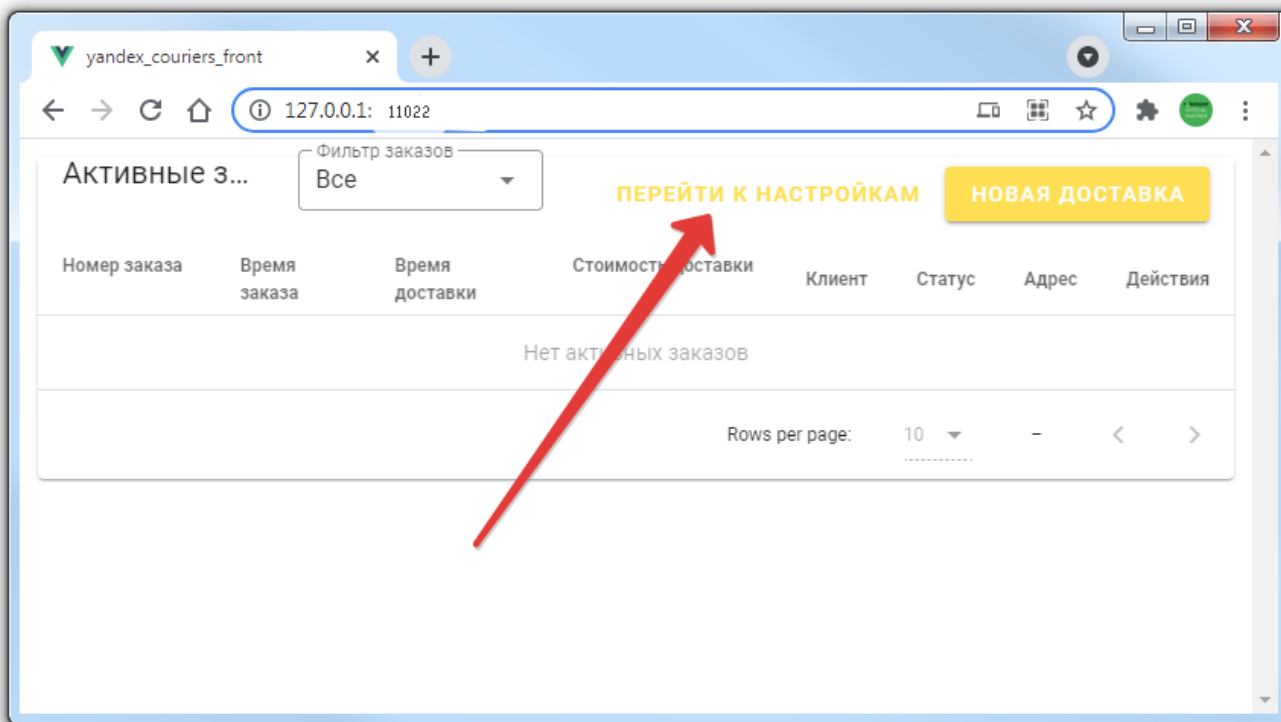 yandex_couriers_front
127.0.0.1: 11022
Фильтр заказов
Активные з...
Все
ПЕРЕЙТИ К НАСТРОЙКАМ
НОВАЯ ДОСТАВКА
Номер заказа
Время
заказа
Время
доставки
Стоимость доставки
Клиент
Статус
Адрес
Действия
Нет активных заказов
Rows per page:
10
–